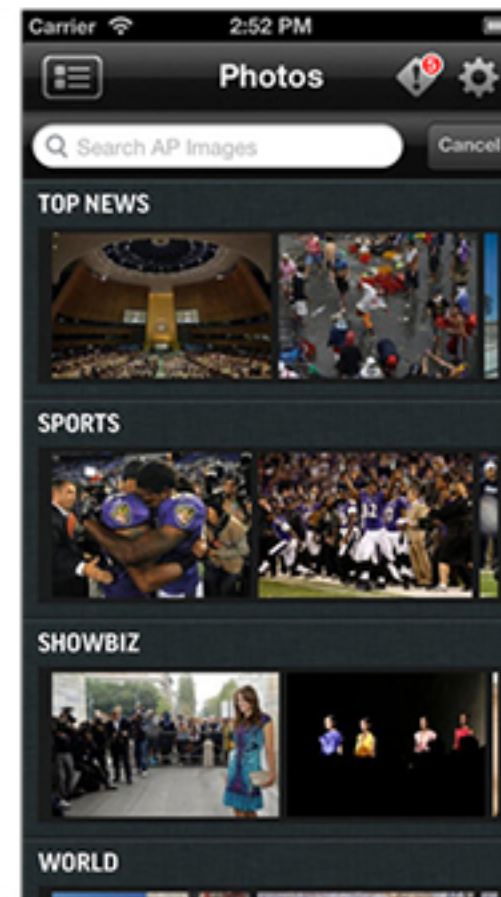 Carrier 2:52 PM
Photos 5
Search AP Images Cancel
TOP NEWS
SPORTS
SHOWBIZ
WORLD